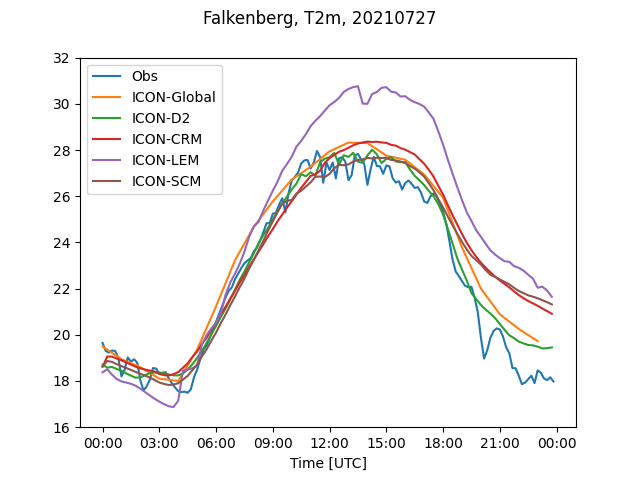 Falkenberg, T2m, 20210727
32
30
28
26
24
22
20
18
16
Obs
ICON-Global
ICON-D2
ICON-CRM
ICON-LEM
ICON-SCM
00:00 03:00 06:00 09:00 12:00 15:00 18:00 21:00 00:00
Time [UTC]